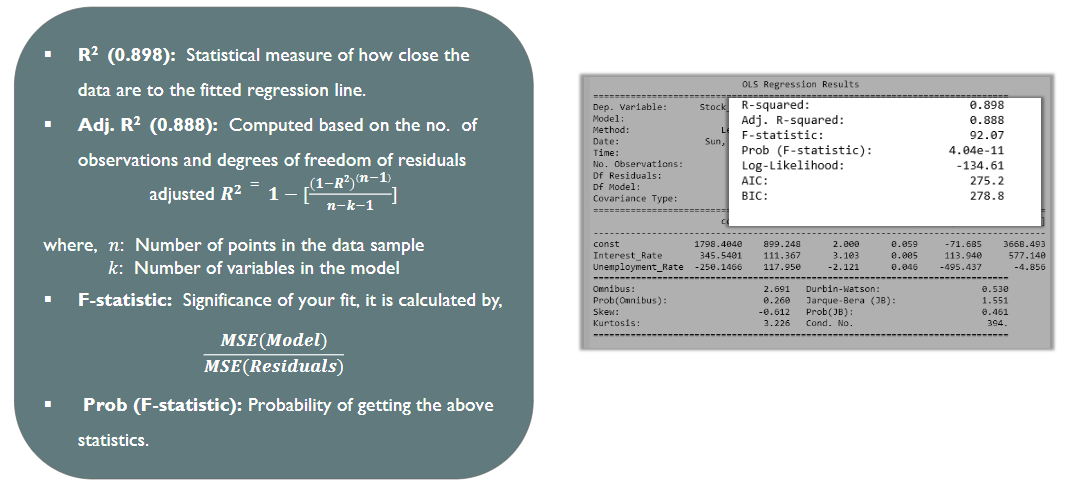 ▪ R² (0.898): Statistical measure of how close the
data are to the fitted regression line.
▪ Adj. R² (0.888): Computed based on the no. of
observations and degrees of freedom of residuals
adjusted R² = 1 − [(1−R²)(n−1) / n−k−1]
where, n: Number of points in the data sample
k: Number of variables in the model
▪ F-statistic: Significance of your fit, it is calculated by,
MSE(Model)
MSE(Residuals)
▪ Prob (F-statistic): Probability of getting the above
statistics.
OLS Regression Results
Dep. Variable: Stock
Model:
Method: Le
Date: Sun,
Time:
No. Observations:
Df Residuals:
Df Model:
Covariance Type:
R-squared: 0.898
Adj. R-squared: 0.888
F-statistic: 92.07
Prob (F-statistic): 4.04e-11
Log-Likelihood: -134.61
AIC: 275.2
BIC: 278.8
const 1798.4040 899.248 2.000 0.059 -71.685 3668.493
Interest_Rate 345.5401 111.367 3.103 0.005 113.940 577.140
Unemployment_Rate -250.1466 117.950 -2.121 0.046 -495.437 -4.856
Omnibus: 2.691 Durbin-Watson: 0.530
Prob(Omnibus): 0.260 Jarque-Bera (JB): 1.551
Skew: -0.612 Prob(JB): 0.461
Kurtosis: 3.226 Cond. No. 394.